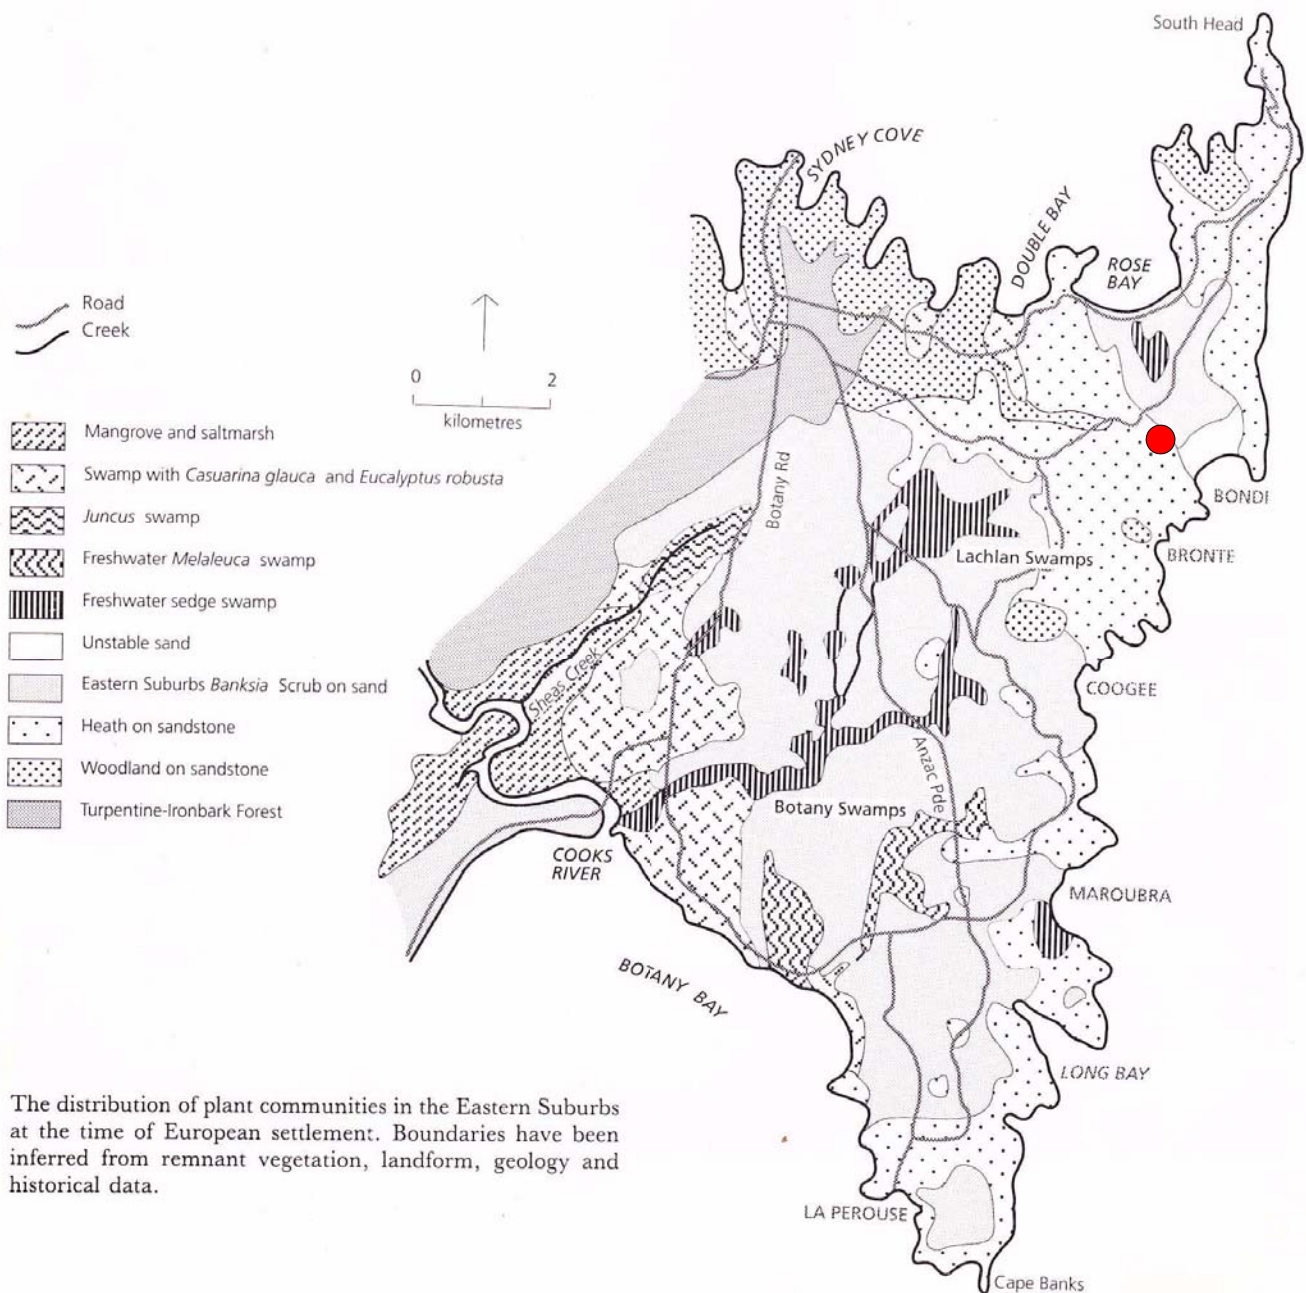 South Head
SYDNEY COVE
DOUBLE BAY
ROSE
BAY
Road
Creek
0 2
kilometres
Mangrove and saltmarsh
Swamp with Casuarina glauca and Eucalyptus robusta
Juncus swamp
Freshwater Melaleuca swamp
Freshwater sedge swamp
Unstable sand
Eastern Suburbs Banksia Scrub on sand
Heath on sandstone
Woodland on sandstone
Turpentine-Ironbark Forest
Botany Rd
BONDI
Lachlan Swamps
BRONTE
Sheas Creek
COOGEE
Anzac Pde
Botany Swamps
COOKS
RIVER
MAROUBRA
BOTANY BAY
LONG BAY
The distribution of plant communities in the Eastern Suburbs
at the time of European settlement. Boundaries have been
inferred from remnant vegetation, landform, geology and
historical data.
LA PEROUSE
Cape Banks